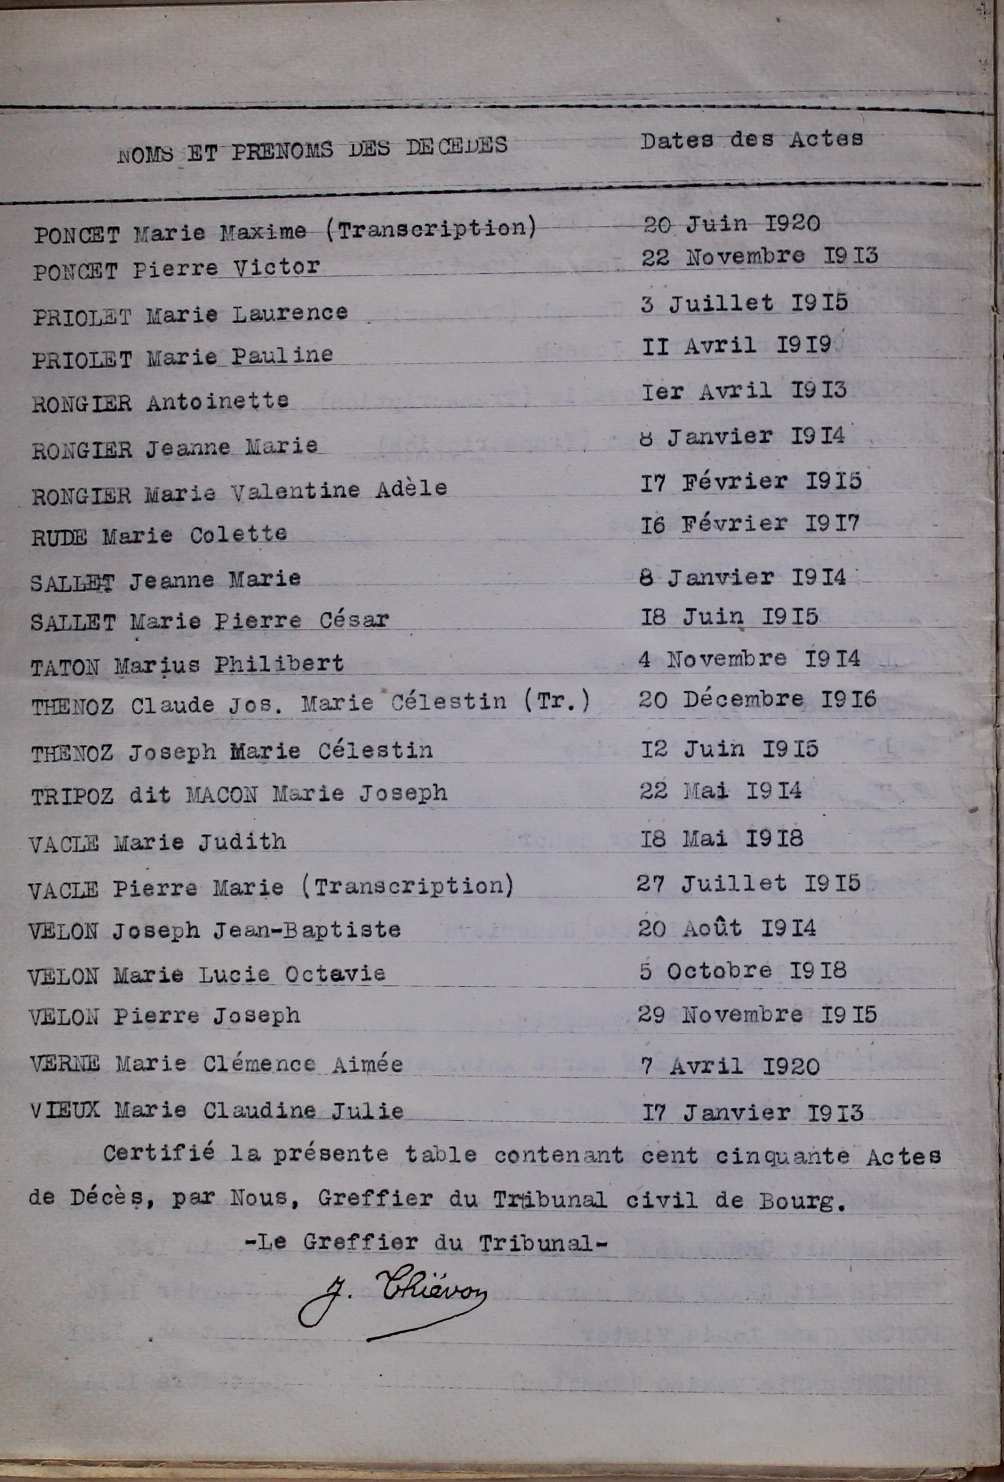 NOMS ET PRENOMS DES DECEDES Dates des Actes
PONCET Marie Maxime (Transcription) 20 Juin I920
PONCET Pierre Victor 22 Novembre I9I3
PRIOLET Marie Laurence 3 Juillet I9I5
PRIOLET Marie Pauline II Avril I9I9
RONGIER Antoinette Ier Avril I9I3
RONGIER Jeanne Marie 8 Janvier I9I4
RONGIER Marie Valentine Adèle I7 Février I9I5
RUDE Marie Colette I6 Février I9I7
SALLET Jeanne Marie 8 Janvier I9I4
SALLET Marie Pierre César I8 Juin I9I5
TATON Marius Philibert 4 Novembre I9I4
THENOZ Claude Jos. Marie Célestin (Tr.) 20 Décembre I9I6
THENOZ Joseph Marie Célestin I2 Juin I9I5
TRIPOZ dit MACON Marie Joseph 22 Mai I9I4
VACLE Marie Judith I8 Mai I9I8
VACLE Pierre Marie (Transcription) 27 Juillet I9I5
VELON Joseph Jean-Baptiste 20 Août I9I4
VELON Marie Lucie Octavie 5 Octobre I9I8
VELON Pierre Joseph 29 Novembre I9I5
VERNE Marie Clémence Aimée 7 Avril I920
VIEUX Marie Claudine Julie I7 Janvier I9I3
Certifié la présente table contenant cent cinquante Actes
de Décès, par Nous, Greffier du Tribunal civil de Bourg.
-Le Greffier du Tribunal-
J. Thiévon